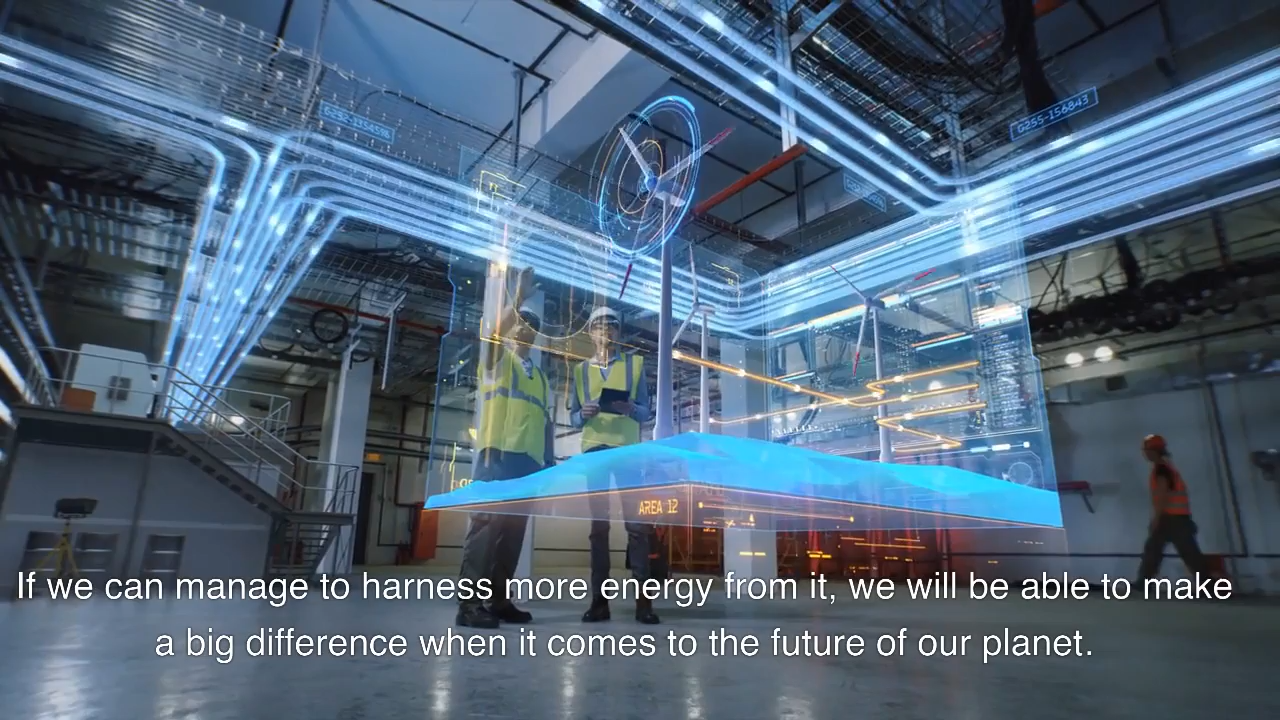 G255-156843
AREA 12
If we can manage to harness more energy from it, we will be able to make
a big difference when it comes to the future of our planet.